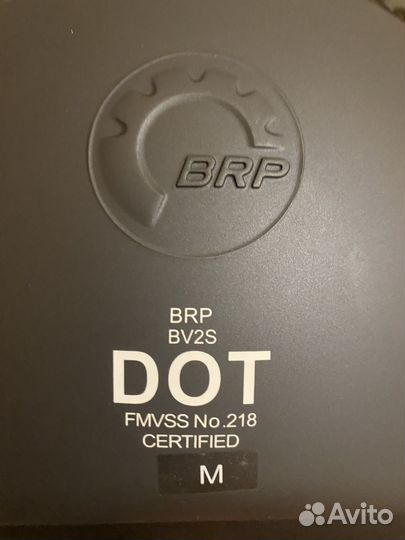 BRP
BRP
BV2S
DOT
FMVSS No.218
CERTIFIED
M
Avito